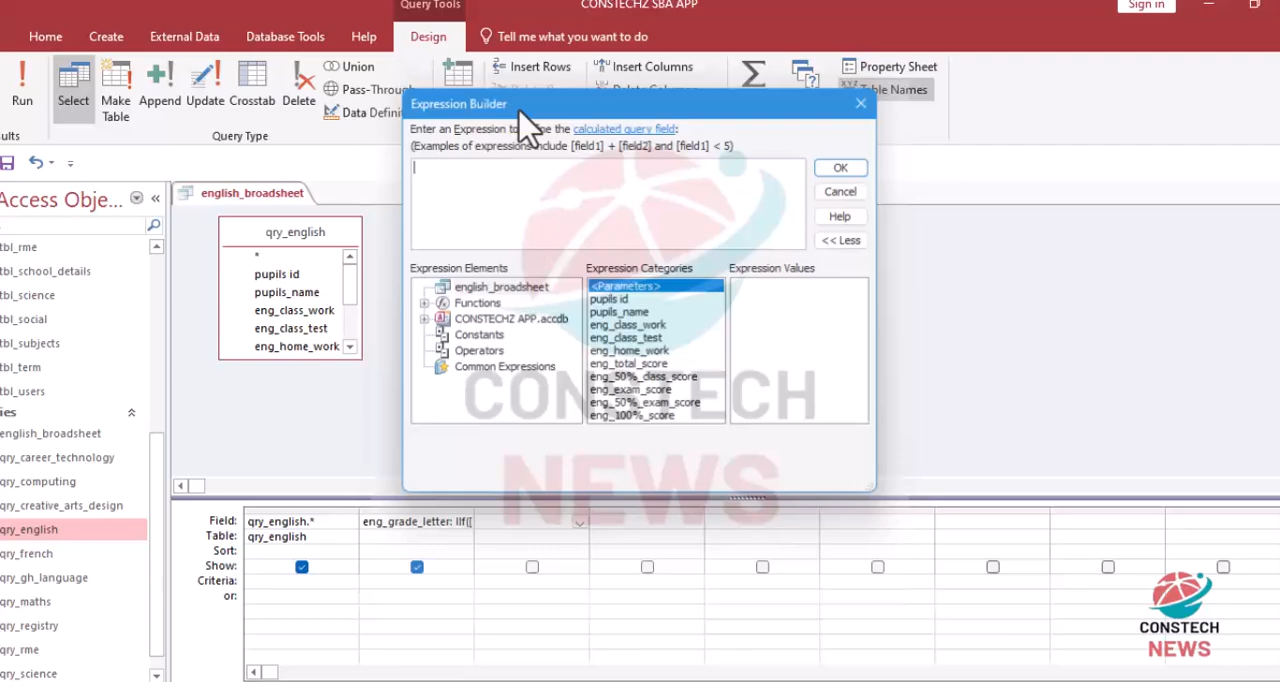 Query Tools
CONSTECHZ SBA APP
Sign in
Home Create External Data Database Tools Help Design Tell me what you want to do
Union
Insert Rows
Insert Columns
Property Sheet
Pass-Throu
Table Names
Run Select Make Table Append Update Crosstab Delete
Data Defini
Query Type
Expression Builder
Enter an Expression to the calculated query field:
(Examples of expressions include [field1] + [field2] and [field1] < 5)
OK
Cancel
Help
<< Less
Expression Elements
english_broadsheet
Functions
CONSTECHZ APP.accdb
Constants
Operators
Common Expressions
Expression Categories
<Parameters>
pupils id
pupils_name
eng_class_work
eng_class_test
eng_home_work
eng_total_score
eng_50%_class_score
eng_exam_score
eng_50%_exam_score
eng_100%_score
Expression Values
Access Obje...
tbl_rme
tbl_school_details
tbl_science
tbl_social
tbl_subjects
tbl_term
tbl_users
ies
english_broadsheet
qry_career_technology
qry_computing
qry_creative_arts_design
qry_english
qry_french
qry_gh_language
qry_maths
qry_registry
qry_rme
qry_science
english_broadsheet
qry_english
*
pupils id
pupils_name
eng_class_work
eng_class_test
eng_home_work
CONSTECH
NEWS
Field: qry_english.* eng_grade_letter: IIf([
Table: qry_english
Sort:
Show:
Criteria:
or:
CONSTECH
NEWS